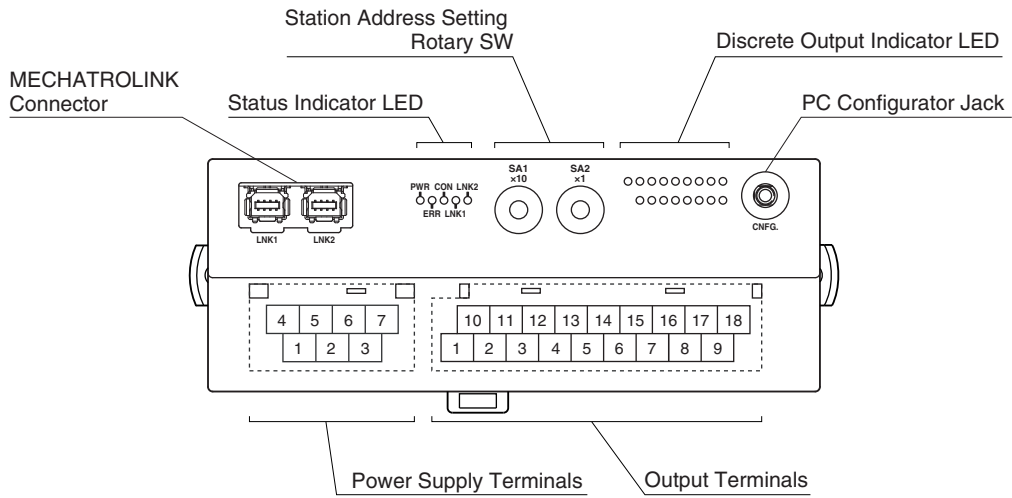 Station Address Setting
Rotary SW
Discrete Output Indicator LED
MECHATROLINK
Connector
Status Indicator LED
PC Configurator Jack
SA1
×10
SA2
×1
PWR CON LNK2
ERR LNK1
LNK1
LNK2
CNFG.
4 5 6 7
1 2 3
10 11 12 13 14 15 16 17 18
1 2 3 4 5 6 7 8 9
Power Supply Terminals
Output Terminals